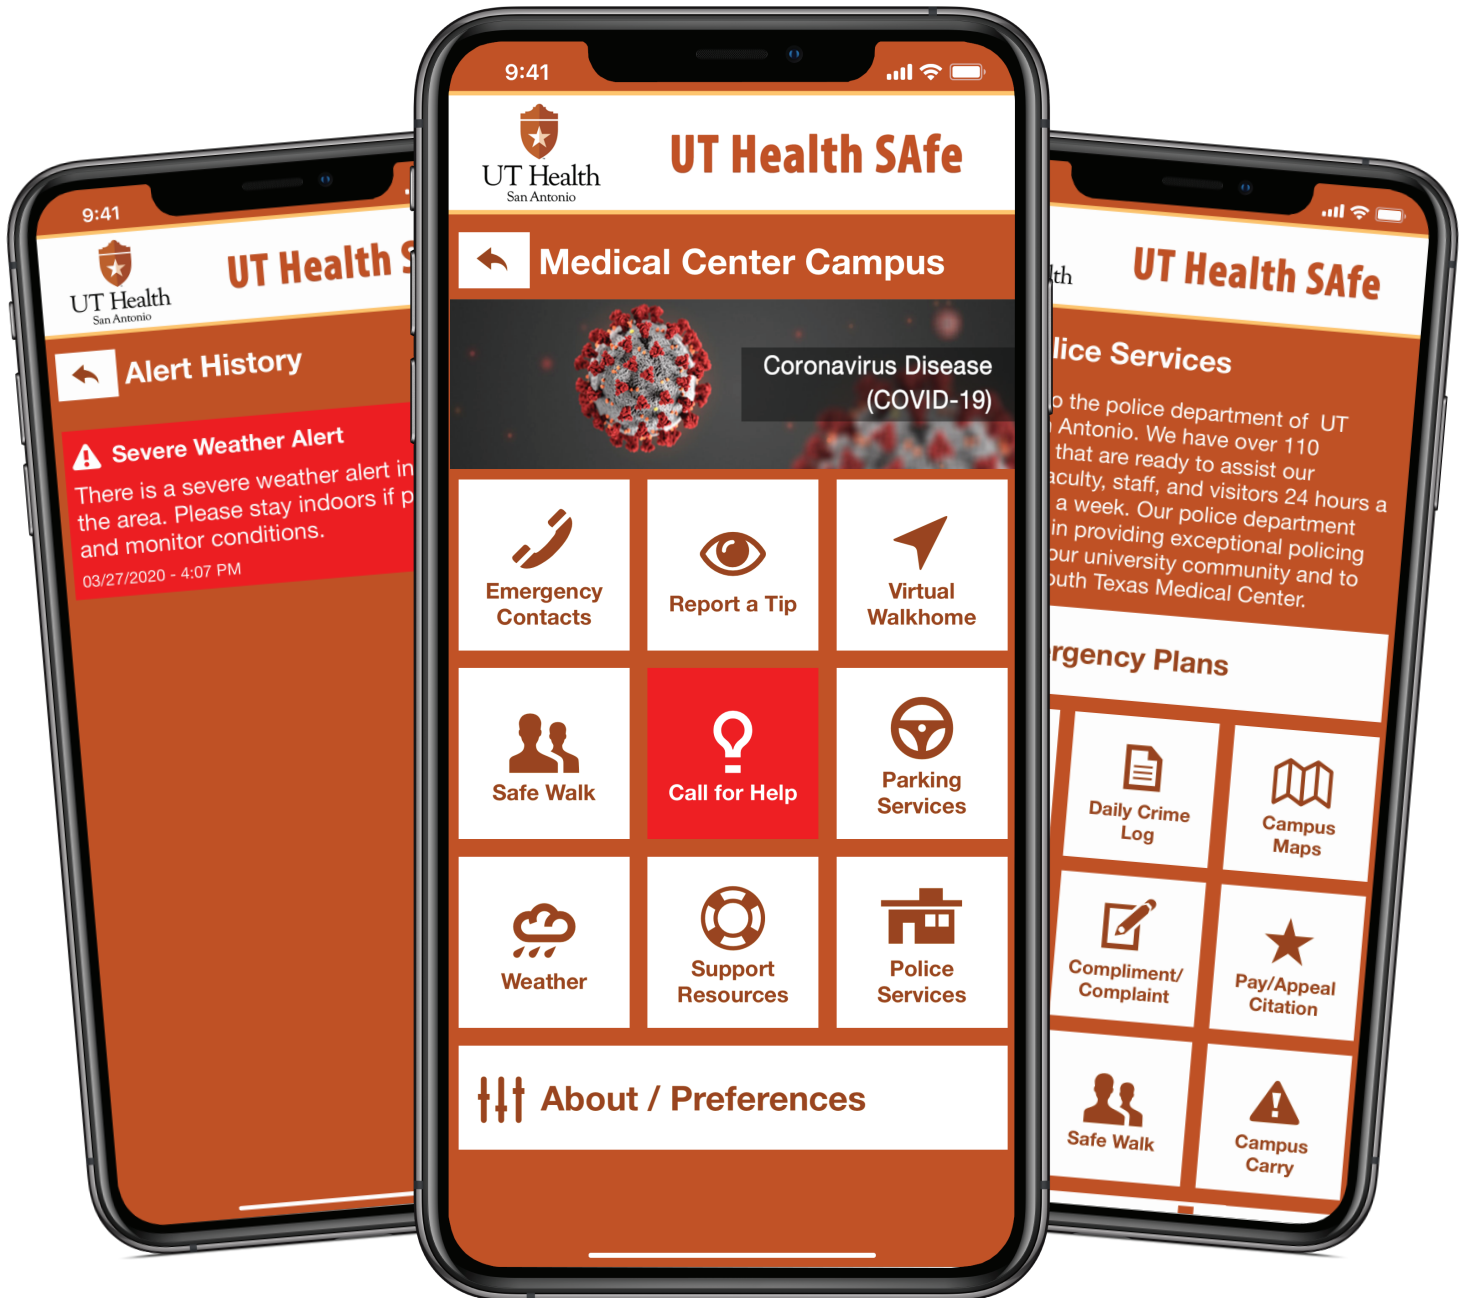 9:41
UT Health
San Antonio
UT Health S
Alert History
Severe Weather Alert
There is a severe weather alert in
the area. Please stay indoors if p
and monitor conditions.
03/27/2020 - 4:07 PM
9:41
UT Health
San Antonio
UT Health SAfe
Medical Center Campus
Coronavirus Disease
(COVID-19)
Emergency
Contacts
Report a Tip
Virtual
Walkhome
Safe Walk
Call for Help
Parking
Services
Weather
Support
Resources
Police
Services
About / Preferences
lth
UT Health SAfe
lice Services
o the police department of UT
Antonio. We have over 110
that are ready to assist our
aculty, staff, and visitors 24 hours a
a week. Our police department
in providing exceptional policing
our university community and to
outh Texas Medical Center.
rgency Plans
Daily Crime
Log
Campus
Maps
Compliment/
Complaint
Pay/Appeal
Citation
Safe Walk
Campus
Carry